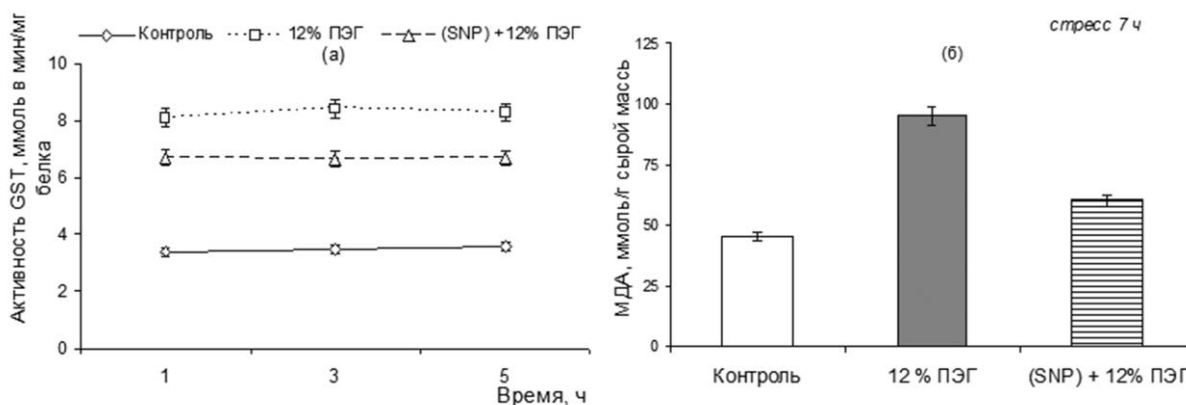 Контроль
12% ПЭГ
(SNP) +12% ПЭГ
(а)
Активность GST, ммоль в мин/мг
белка
10
8
6
4
2
0
1
3
5
Время, ч
стресс 7 ч
(б)
МДА, ммоль/г сырой массь
125
100
75
50
25
0
Контроль
12 % ПЭГ
(SNP) + 12% ПЭГ